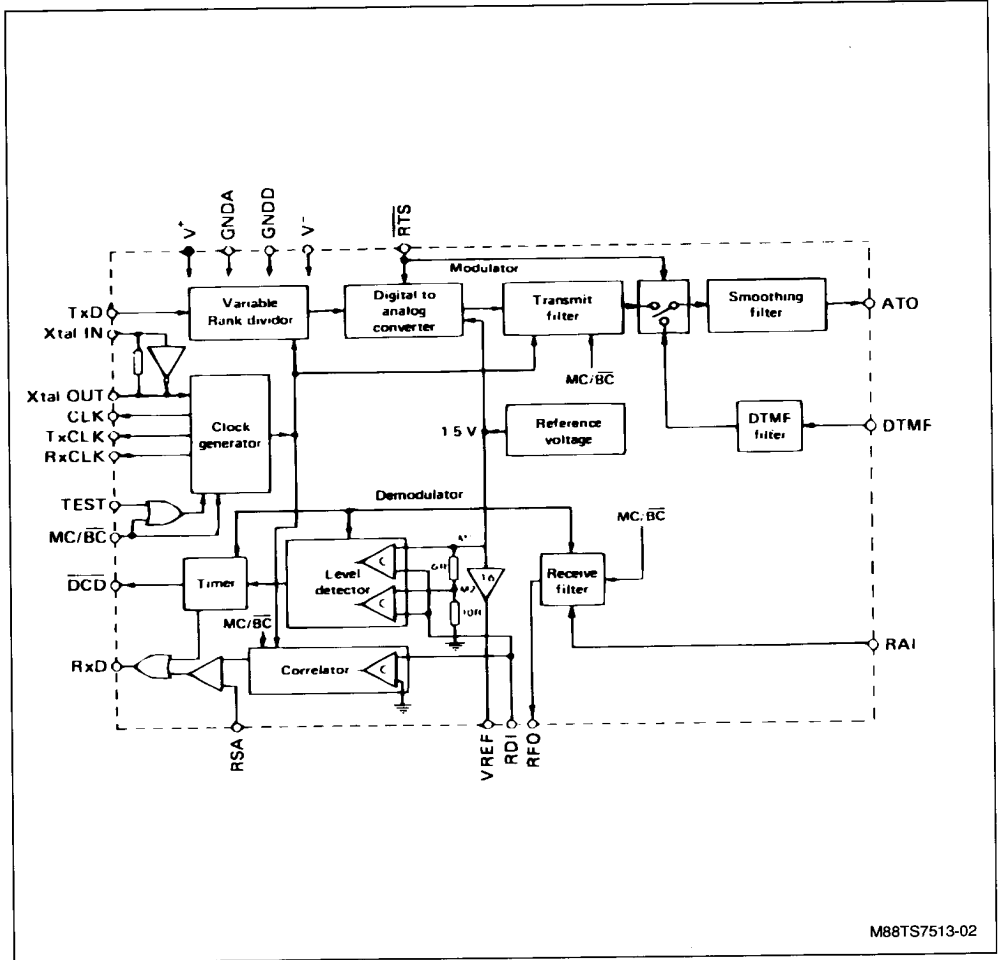 V+
GNDA
GNDD
V-
RTS
Modulator
TxD
Variable
Rank dividor
Digital to
analog
converter
Transmit
filter
Smoothing
filter
ATO
Xtal IN
MC/BC
Xtal OUT
CLK
TxCLK
RxCLK
Clock
generator
1 5 V
Reference
voltage
DTMF
filter
DTMF
TEST
MC/BC
Demodulator
MC/BC
DCD
Timer
Level
detector
C
C
6R
10R
Receive
filter
MC/BC
RxD
Correlator
C
RAI
RSA
VREF
RDI
RFO
M88TS7513-02